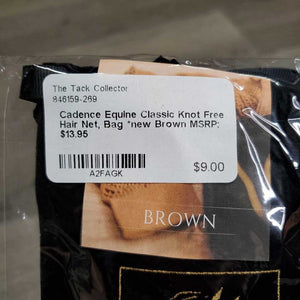 The Tack Collector
846159-269
Cadence Equine Classic Knot Free
Hair Net, Bag *new Brown MSRP:
$13.95
A2FAGK
$9.00
BROWN